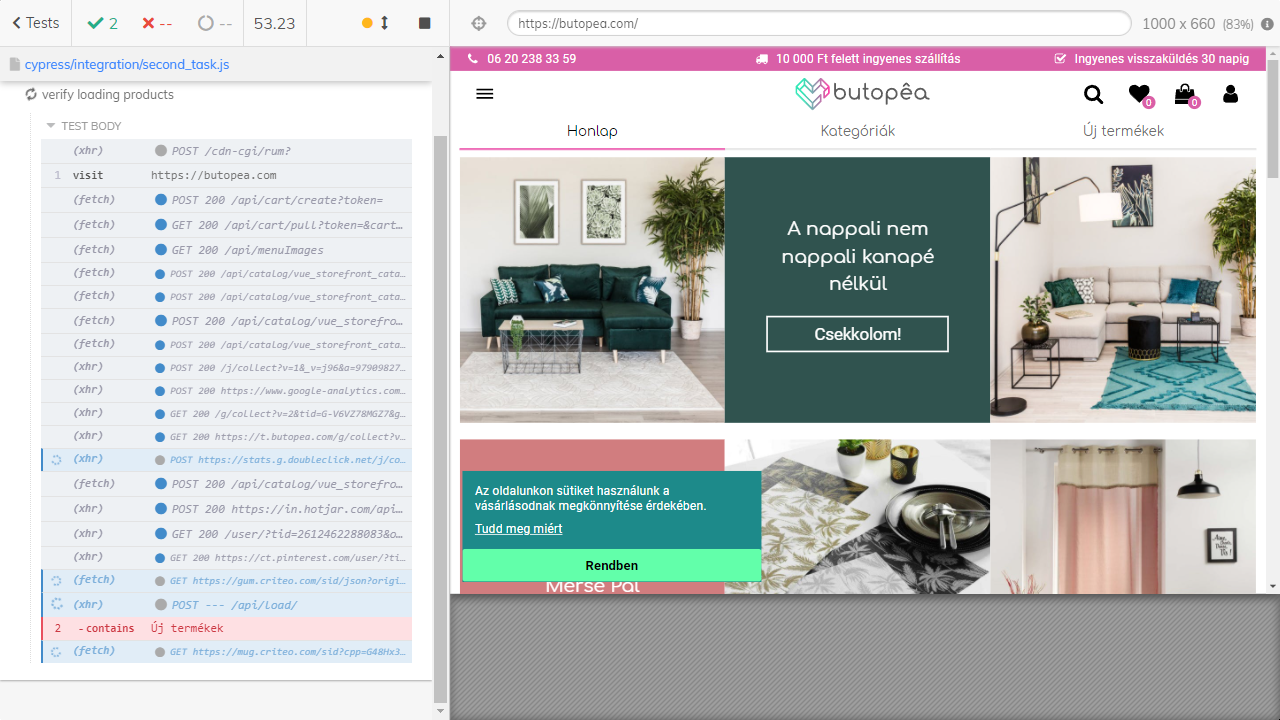 Tests
2
--
--
53.23
https://butopea.com/
1000 x 660 (83%)
cypress/integration/second_task.js
verify loading products
TEST BODY
(xhr) POST /cdn-cgi/rum?
1 visit https://butopea.com
(fetch) POST 200 /api/cart/create?token=
(fetch) GET 200 /api/cart/pull?token=&cart…
(fetch) GET 200 /api/menuImages
(fetch) POST 200 /api/catalog/vue_storefront_cata…
(fetch) POST 200 /api/catalog/vue_storefront_cata…
(fetch) POST 200 /api/catalog/vue_storefro…
(fetch) POST 200 /api/catalog/vue_storefront_cata…
(xhr) POST 200 /j/collect?v=1&_v=j96&a=97909827…
(xhr) POST 200 https://www.google-analytics.com…
(xhr) GET 200 /g/collect?v=2&tid=G-V6VZ78MGZ7&g…
(xhr) GET 200 https://t.butopea.com/g/collect?v…
(xhr) POST https://stats.g.doubleclick.net/j/co…
(xhr) POST 200 /api/catalog/vue_storefro…
(xhr) POST 200 https://in.hotjar.com/api…
(xhr) GET 200 /user/?tid=2612462288083&o…
(xhr) GET 200 https://ct.pinterest.com/user/?ti…
(fetch) GET https://gum.criteo.com/sid/json?origi…
(xhr) POST --- /api/load/
2 -contains Új termékek
(fetch) GET https://mug.criteo.com/sid?cpp=G48Hx3…
06 20 238 33 59
10 000 Ft felett ingyenes szállítás
Ingyenes visszaküldés 30 napig
butopêa
0
0
Honlap
Kategóriák
Új termékek
A nappali nem
nappali kanapé
nélkül
Csekkolom!
Az oldalunkon sütiket használunk a
vásárlásodnak megkönnyítése érdekében.
Tudd meg miért
Rendben